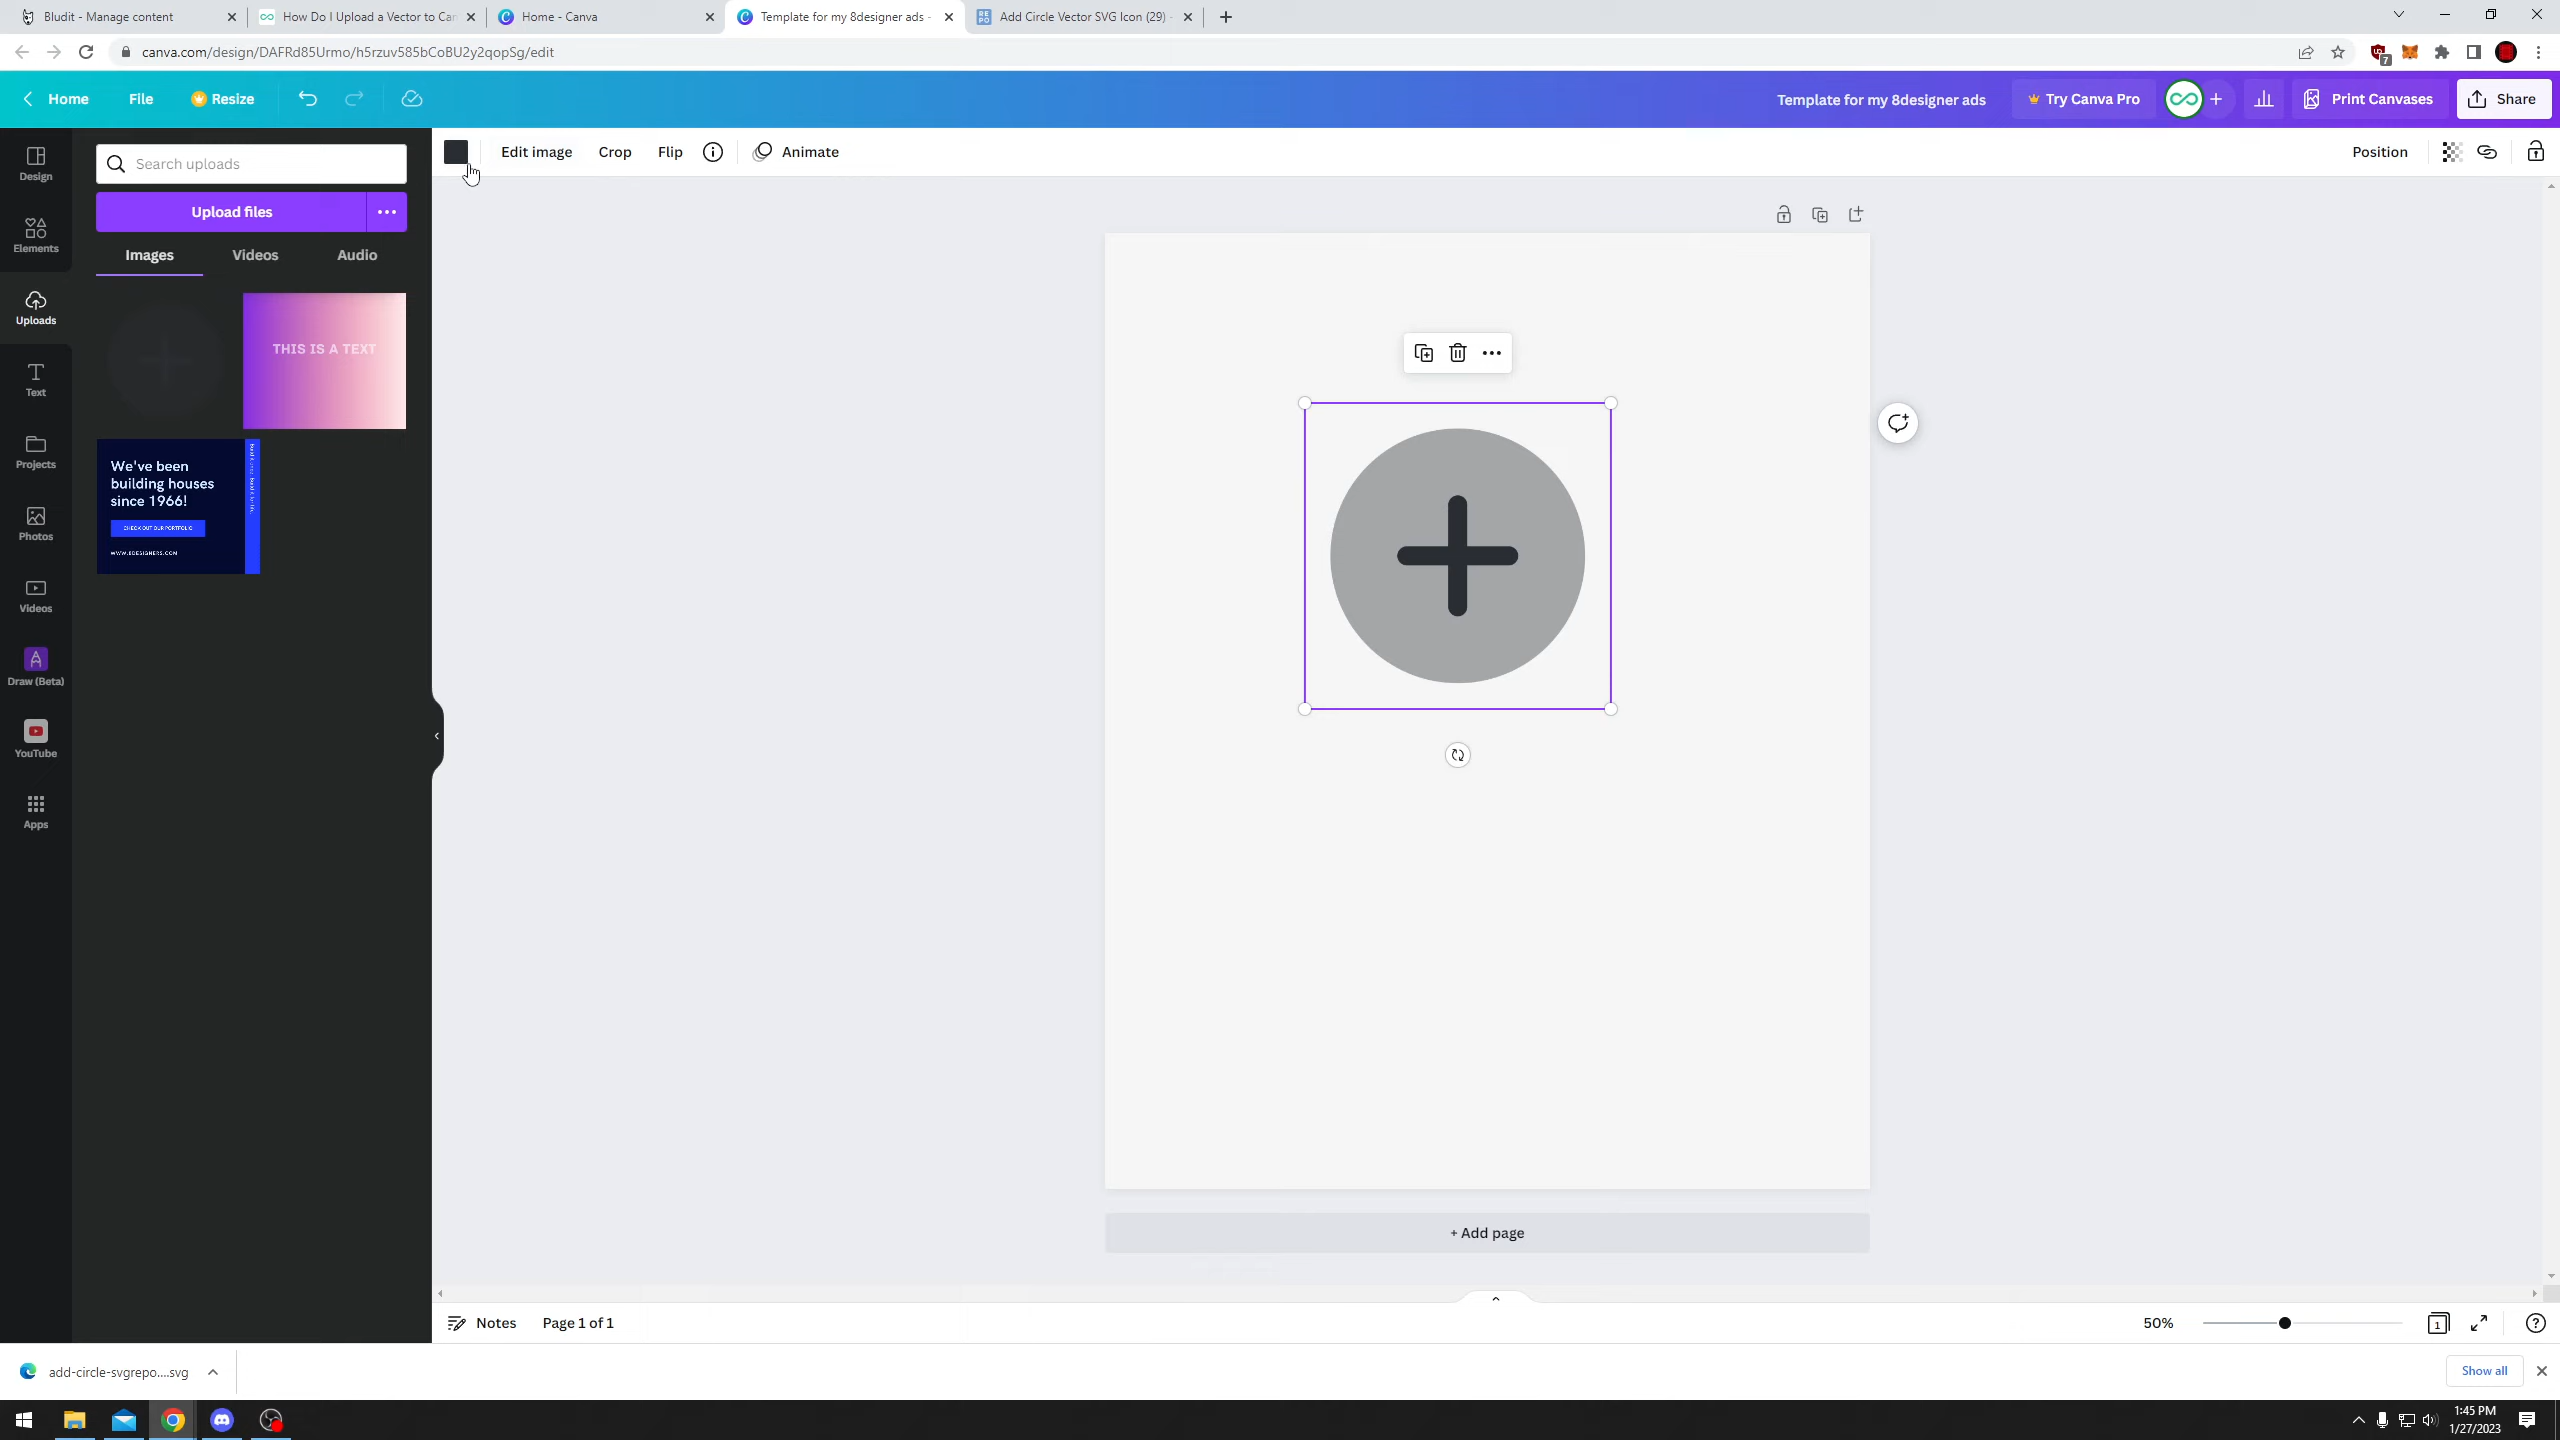 Bludit - Manage content
How Do I Upload a Vector to Can
Home - Canva
Template for my 8designer ads -
Add Circle Vector SVG Icon (29) -
canva.com/design/DAFRd85Urmo/h5rzuv585bCoBU2y2qopSg/edit
7
Home
File
Resize
Template for my 8designer ads
Try Canva Pro
Print Canvases
Share
Design
Elements
Uploads
Text
Projects
Photos
Videos
Draw (Beta)
YouTube
Apps
Search uploads
Upload files
Images
Videos
Audio
THIS IS A TEXT
We've been
building houses
since 1966!
CHECK OUT OUR PORTFOLIO
WWW.8DESIGNERS.COM
Edit image
Crop
Flip
Animate
Position
+ Add page
Notes
Page 1 of 1
50%
1
add-circle-svgrepo....svg
Show all
1:45 PM
1/27/2023